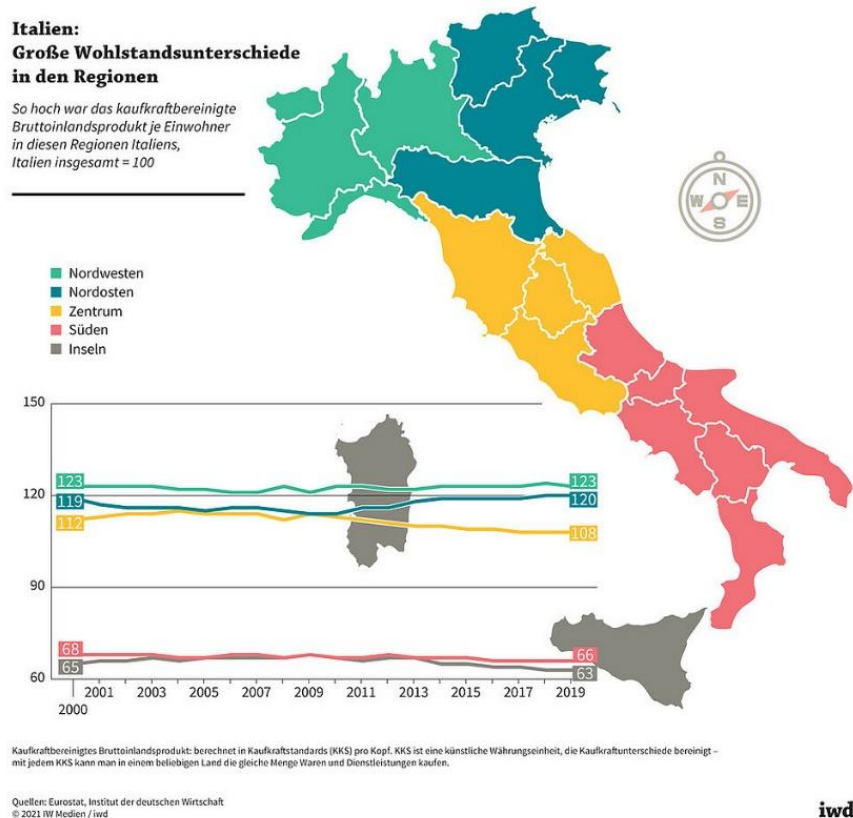 Italien:
Große Wohlstandsunterschiede
in den Regionen
So hoch war das kaufkraftbereinigte
Bruttoinlandsprodukt je Einwohner
in diesen Regionen Italiens,
Italien insgesamt = 100
N
W E
S
Nordwesten
Nordosten
Zentrum
Süden
Inseln
150
123 123
120
119 120
112 108
90
68 66
65 63
60
2001 2003 2005 2007 2009 2011 2013 2015 2017 2019
2000
Kaufkraftbereinigtes Bruttoinlandsprodukt: berechnet in Kaufkraftstandards (KKS) pro Kopf. KKS ist eine künstliche Währungseinheit, die Kaufkraftunterschiede bereinigt –
mit jedem KKS kann man in einem beliebigen Land die gleiche Menge Waren und Dienstleistungen kaufen.
Quellen: Eurostat, Institut der deutschen Wirtschaft
© 2021 IW Medien / iwd
iwd